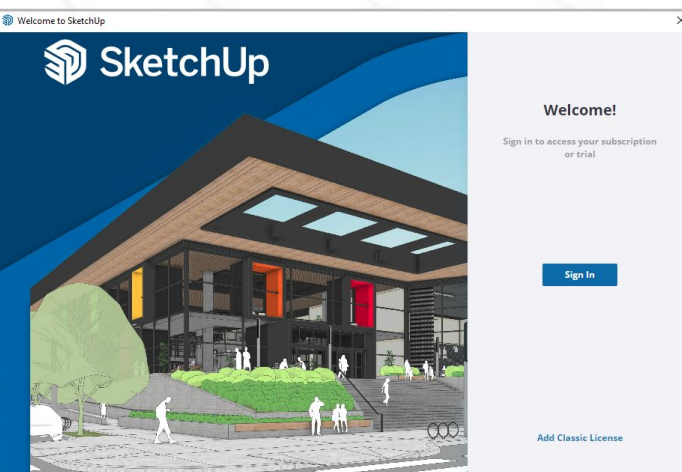 Welcome to SketchUp
SketchUp
Welcome!
Sign in to access your subscription
or trial
Sign In
Add Classic License